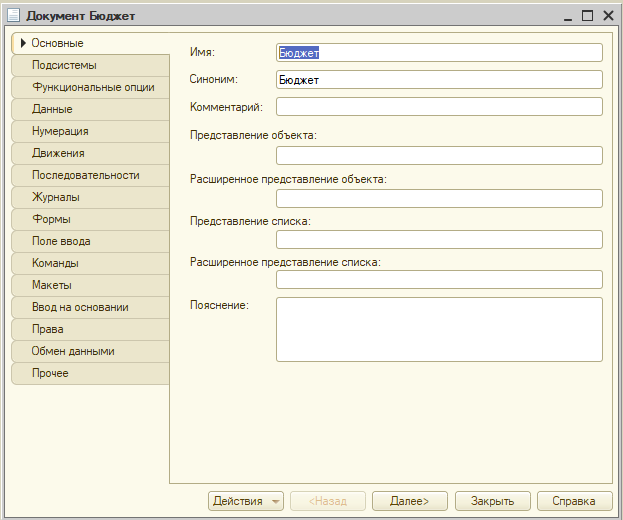 Документ Бюджет
Основные
Подсистемы
Функциональные опции
Данные
Нумерация
Движения
Последовательности
Журналы
Формы
Поле ввода
Команды
Макеты
Ввод на основании
Права
Обмен данными
Прочее
Имя: Бюджет
Синоним: Бюджет
Комментарий:
Представление объекта:
Расширенное представление объекта:
Представление списка:
Расширенное представление списка:
Пояснение:
Действия <Назад Далее> Закрыть Справка